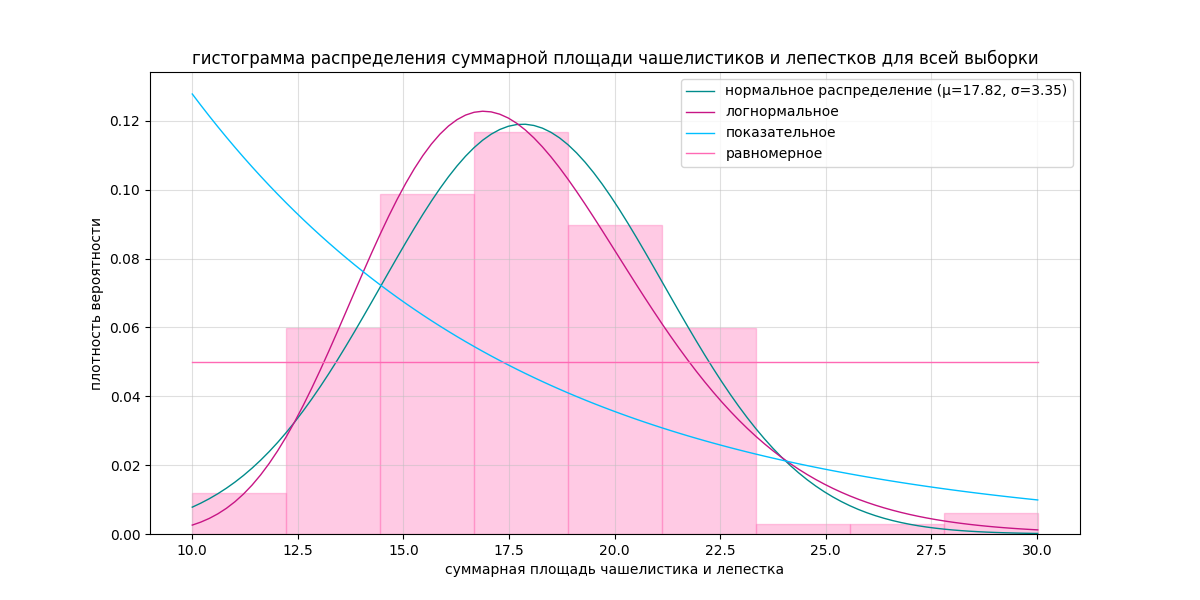 гистограмма распределения суммарной площади чашелистиков и лепестков для всей выборки
нормальное распределение (μ=17.82, σ=3.35)
логнормальное
показательное
равномерное
плотность вероятности
0.12
0.10
0.08
0.06
0.04
0.02
0.00
10.0 12.5 15.0 17.5 20.0 22.5 25.0 27.5 30.0
суммарная площадь чашелистика и лепестка